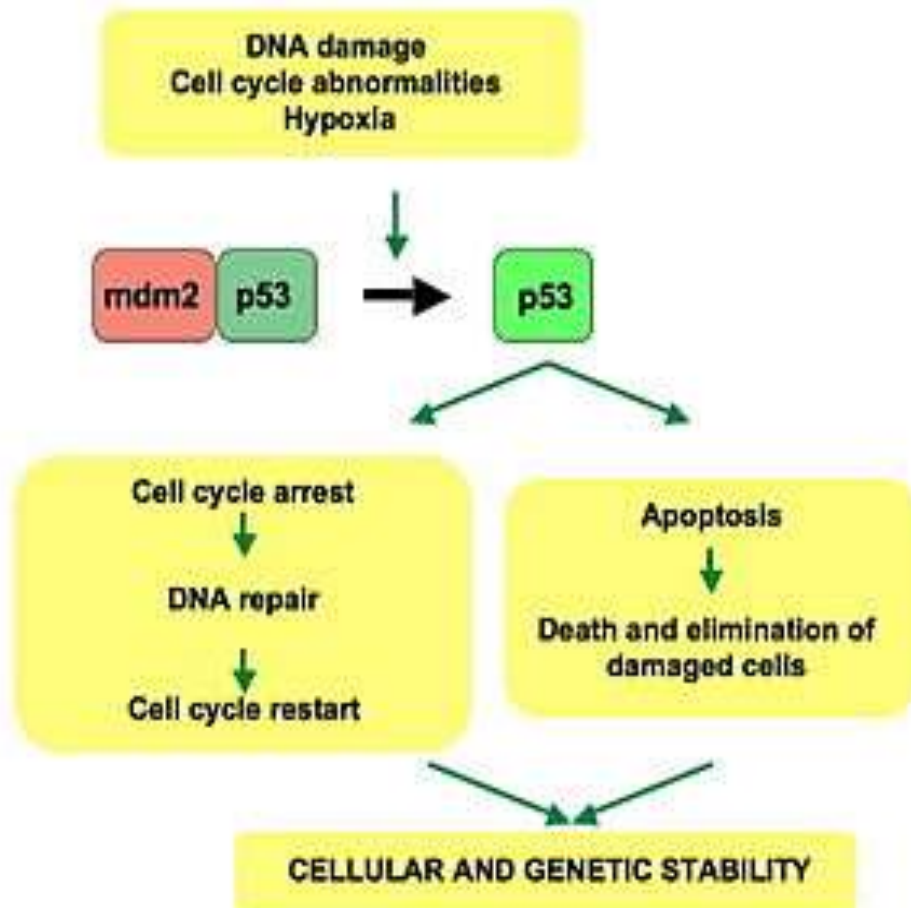 DNA damage
Cell cycle abnormalities
Hypoxia
mdm2 p53
p53
Cell cycle arrest
DNA repair
Cell cycle restart
Apoptosis
Death and elimination of
damaged cells
CELLULAR AND GENETIC STABILITY